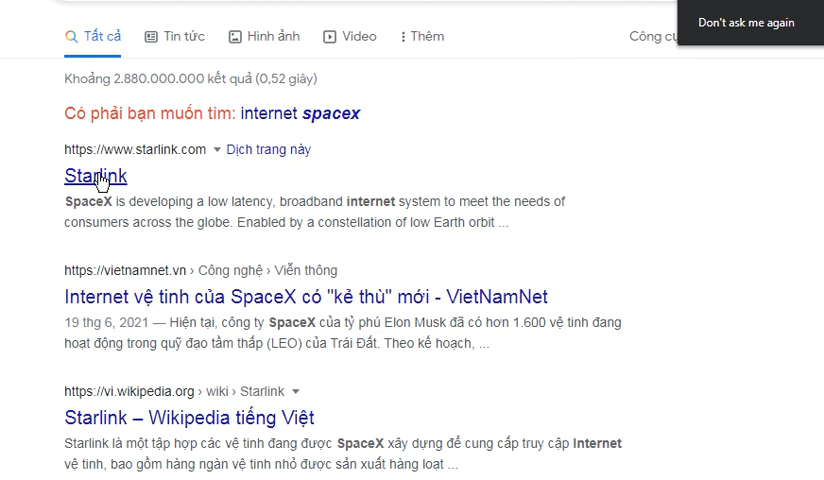 Tất cả Tin tức Hình ảnh Video Thêm Công cụ Don't ask me again
Khoảng 2.880.000.000 kết quả (0,52 giây)
Có phải bạn muốn tìm: internet spacex
https://www.starlink.com Dịch trang này
Starlink
SpaceX is developing a low latency, broadband internet system to meet the needs of
consumers across the globe. Enabled by a constellation of low Earth orbit ...
https://vietnamnet.vn › Công nghệ › Viễn thông
Internet vệ tinh của SpaceX có "kẻ thù" mới - VietNamNet
19 thg 6, 2021 — Hiện tại, công ty SpaceX của tỷ phú Elon Musk đã có hơn 1.600 vệ tinh đang
hoạt động trong quỹ đạo tầm thấp (LEO) của Trái Đất. Theo kế hoạch, ...
https://vi.wikipedia.org › wiki › Starlink
Starlink – Wikipedia tiếng Việt
Starlink là một tập hợp các vệ tinh đang được SpaceX xây dựng để cung cấp truy cập Internet
vệ tinh, bao gồm hàng ngàn vệ tinh nhỏ được sản xuất hàng loạt ...